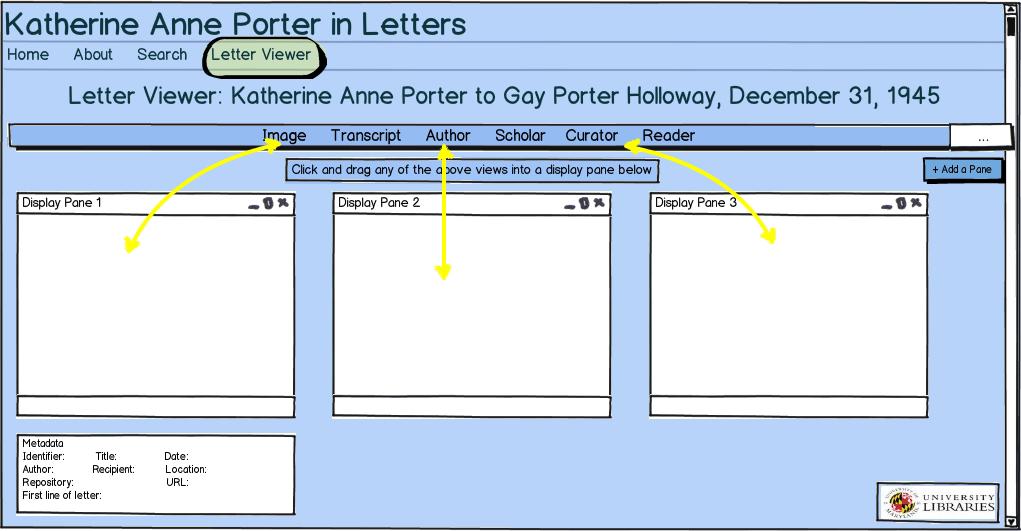 Katherine Anne Porter in Letters
Home About Search Letter Viewer
Letter Viewer: Katherine Anne Porter to Gay Porter Holloway, December 31, 1945
Image Transcript Author Scholar Curator Reader ...
Click and drag any of the above views into a display pane below
+ Add a Pane
Display Pane 1
Display Pane 2
Display Pane 3
Metadata
Identifier: Title: Date:
Author: Recipient: Location:
Repository: URL:
First line of letter:
UNIVERSITY
LIBRARIES